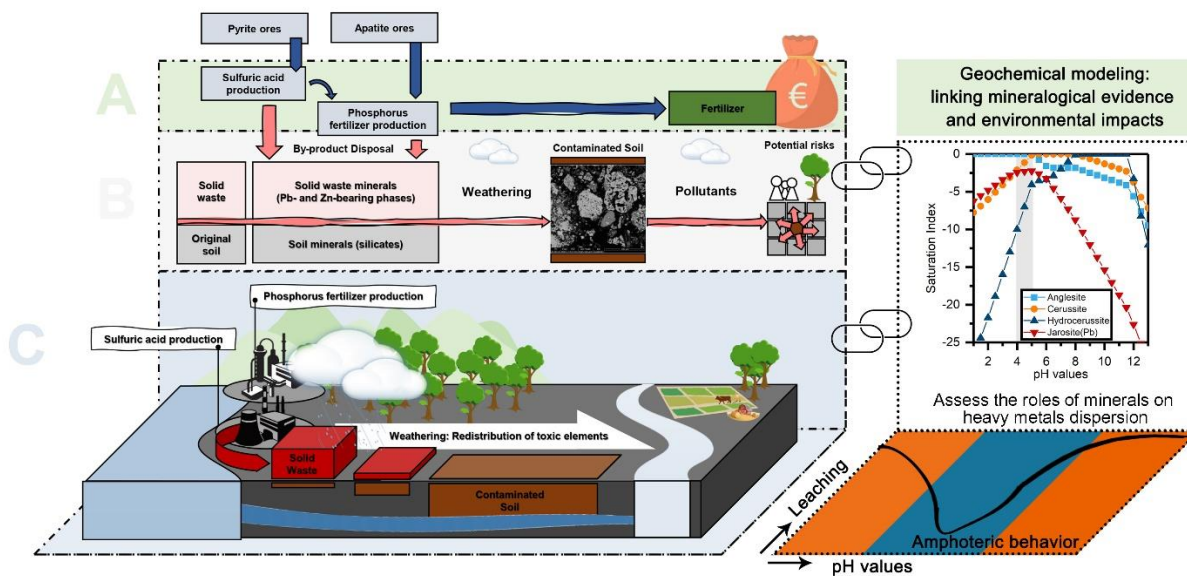 Pyrite ores
Apatite ores
A
Sulfuric acid
production
Phosphorus
fertilizer production
Fertilizer
€
By-product Disposal
B
Solid
waste
Original
soil
Solid waste minerals
(Pb- and Zn-bearing phases)
Soil minerals (silicates)
Weathering
Contaminated Soil
Pollutants
Potential risks
C
Phosphorus fertilizer production
Sulfuric acid production
Weathering: Redistribution of toxic elements
Solid
Waste
Contaminated
Soil
Geochemical modeling:
linking mineralogical evidence
and environmental impacts
Saturation Index
0
-5
-10
-15
-20
-25
Anglesite
Cerussite
Hydrocerussite
Jarosite(Pb)
2 4 6 8 10 12
pH values
Assess the roles of minerals on
heavy metals dispersion
Leaching
Amphoteric behavior
pH values